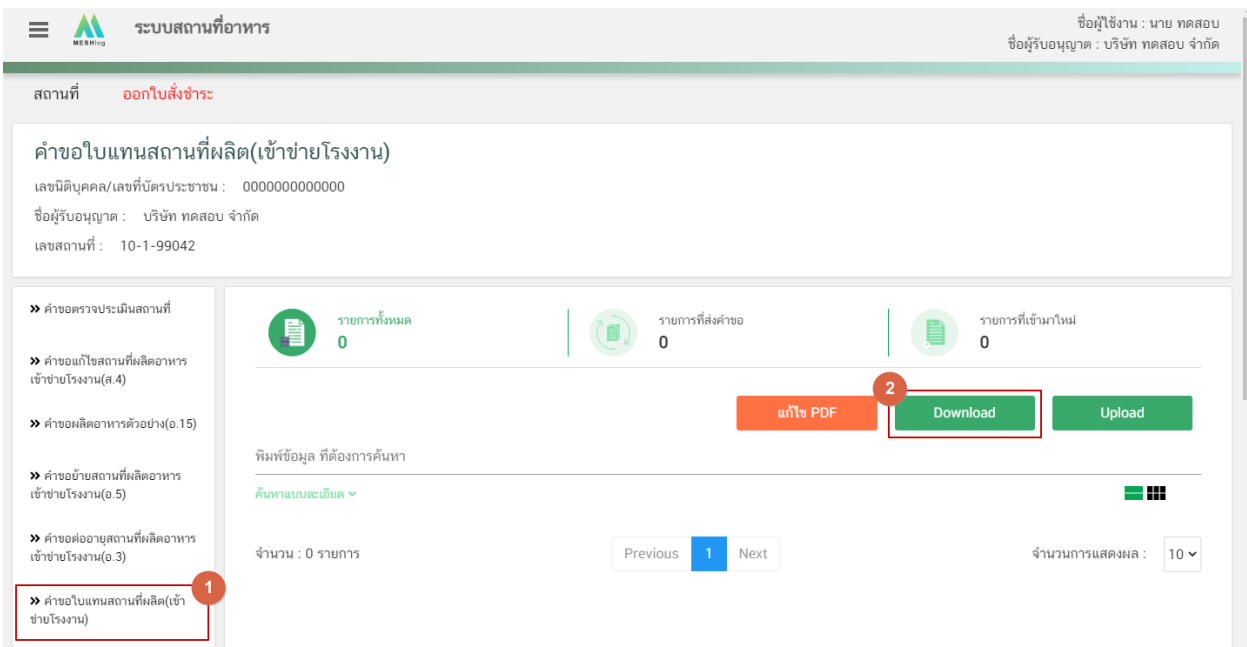 MESHlog
ระบบสถานที่อาหาร
ชื่อผู้ใช้งาน : นาย ทดสอบ
ชื่อผู้รับอนุญาต : บริษัท ทดสอบ จำกัด
สถานที่ ออกใบสั่งชำระ
คำขอใบแทนสถานที่ผลิต(เข้าข่ายโรงงาน)
เลขนิติบุคคล/เลขที่บัตรประชาชน : 0000000000000
ชื่อผู้รับอนุญาต : บริษัท ทดสอบ จำกัด
เลขสถานที่ : 10-1-99042
» คำขอตรวจประเมินสถานที่
» คำขอแก้ไขสถานที่ผลิตอาหาร
เข้าข่ายโรงงาน(ส.4)
» คำขอผลิตอาหารตัวอย่าง(อ.15)
» คำขอย้ายสถานที่ผลิตอาหาร
เข้าข่ายโรงงาน(อ.5)
» คำขอต่ออายุสถานที่ผลิตอาหาร
เข้าข่ายโรงงาน(อ.3)
1
» คำขอใบแทนสถานที่ผลิต(เข้า
ข่ายโรงงาน)
รายการทั้งหมด
0
รายการที่ส่งคำขอ
0
รายการที่เข้ามาใหม่
0
2
แก้ไข PDF Download Upload
พิมพ์ข้อมูล ที่ต้องการค้นหา
ค้นหาแบบละเอียด
จำนวน : 0 รายการ Previous 1 Next จำนวนการแสดงผล : 10